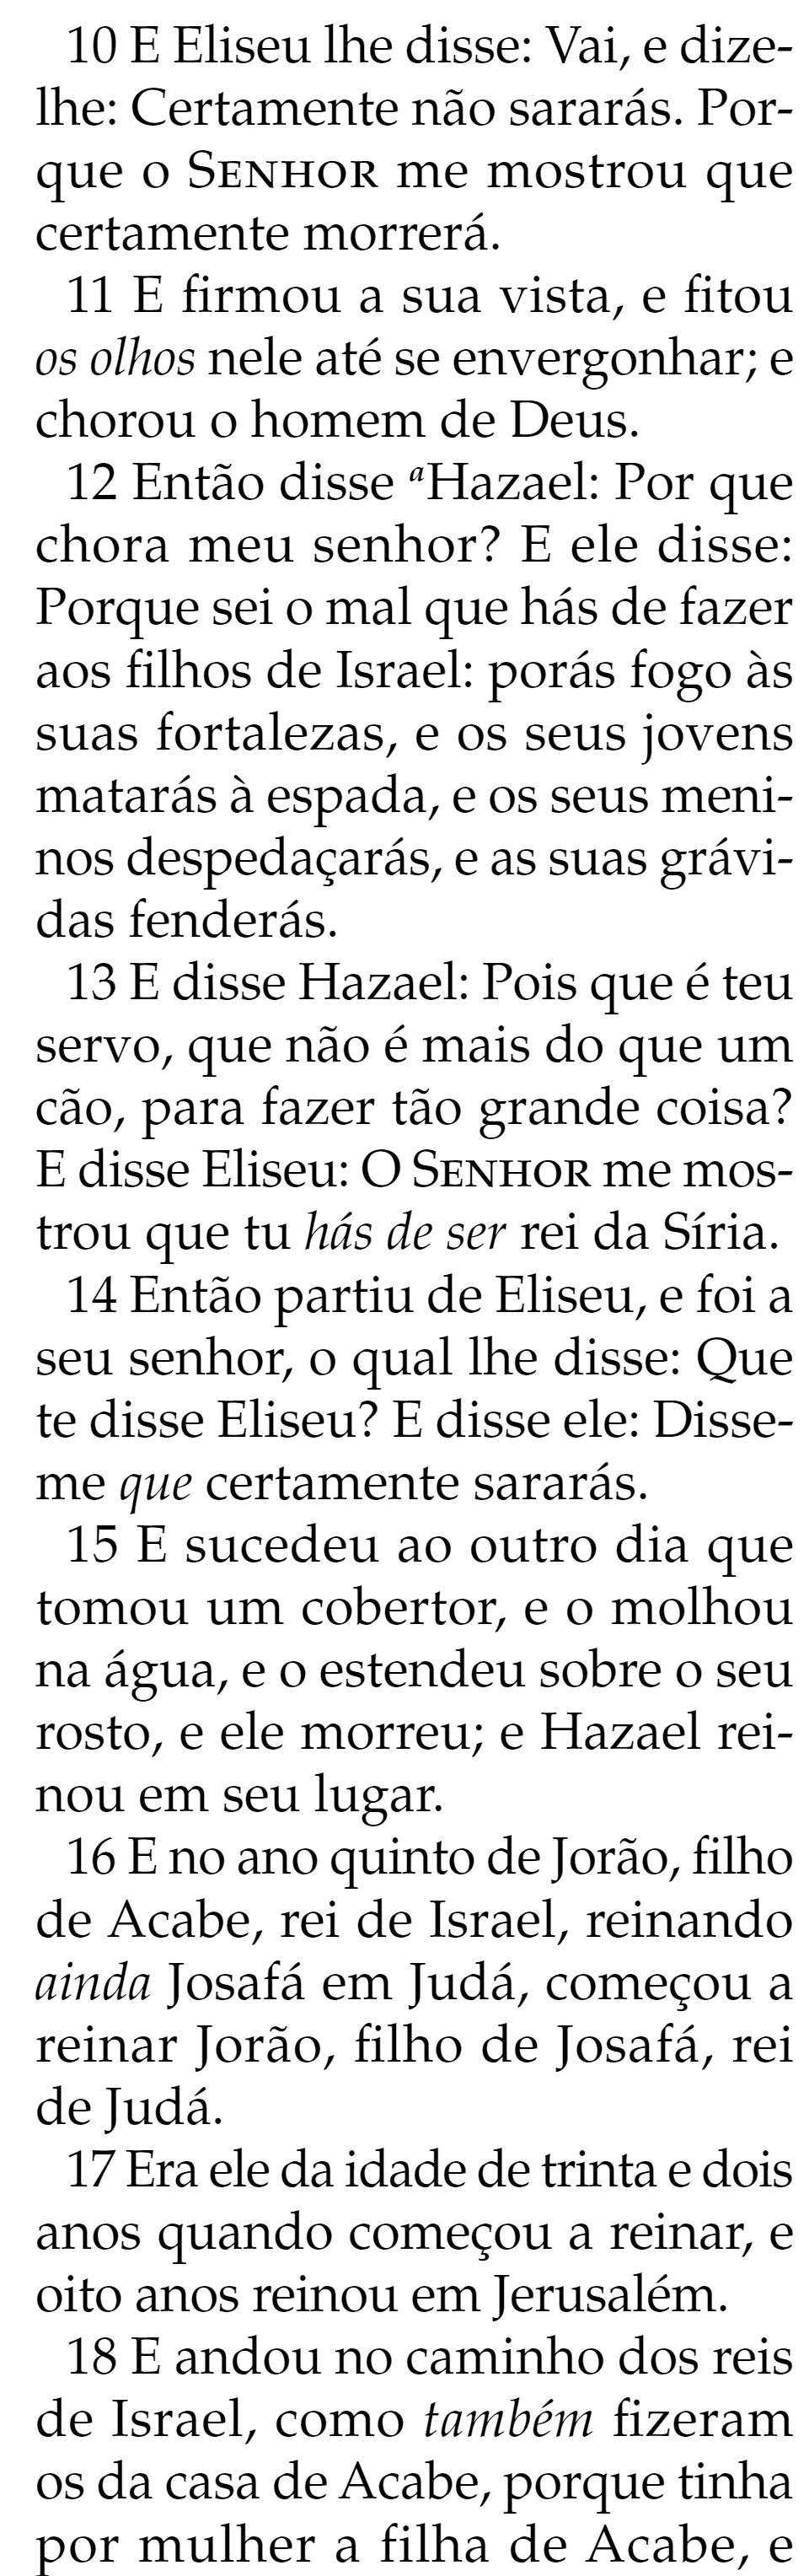 10 E Eliseu lhe disse: Vai, e dize-
lhe: Certamente não sararás. Por-
que o SENHOR me mostrou que
certamente morrerá.
11 E firmou a sua vista, e fitou
os olhos nele até se envergonhar; e
chorou o homem de Deus.
12 Então disse aHazael: Por que
chora meu senhor? E ele disse:
Porque sei o mal que hás de fazer
aos filhos de Israel: porás fogo às
suas fortalezas, e os seus jovens
matarás à espada, e os seus meni-
nos despedaçarás, e as suas grávi-
das fenderás.
13 E disse Hazael: Pois que é teu
servo, que não é mais do que um
cão, para fazer tão grande coisa?
E disse Eliseu: O SENHOR me mos-
trou que tu hás de ser rei da Síria.
14 Então partiu de Eliseu, e foi a
seu senhor, o qual lhe disse: Que
te disse Eliseu? E disse ele: Disse-
me que certamente sararás.
15 E sucedeu ao outro dia que
tomou um cobertor, e o molhou
na água, e o estendeu sobre o seu
rosto, e ele morreu; e Hazael rei-
nou em seu lugar.
16 E no ano quinto de Jorão, filho
de Acabe, rei de Israel, reinando
ainda Josafá em Judá, começou a
reinar Jorão, filho de Josafá, rei
de Judá.
17 Era ele da idade de trinta e dois
anos quando começou a reinar, e
oito anos reinou em Jerusalém.
18 E andou no caminho dos reis
de Israel, como também fizeram
os da casa de Acabe, porque tinha
por mulher a filha de Acabe, e